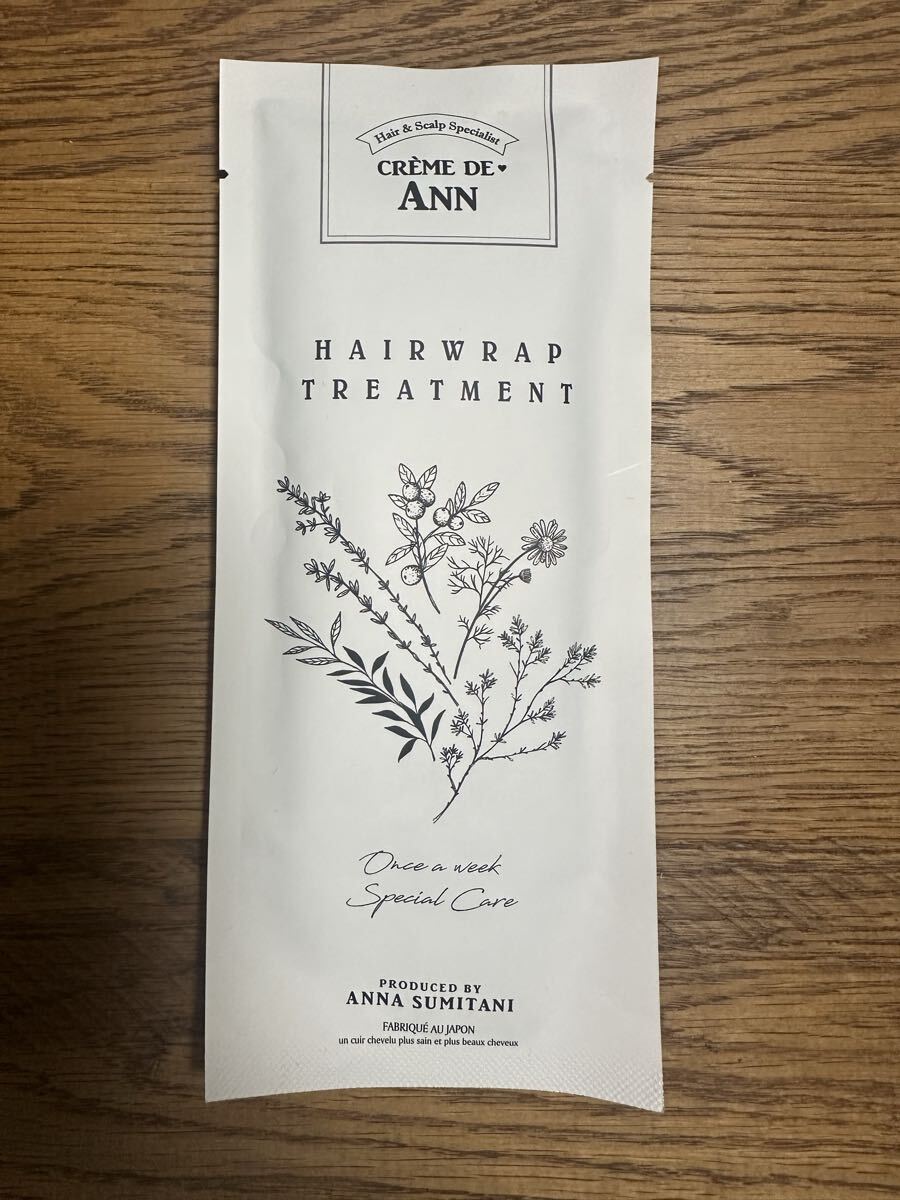 Hair & Scalp Specialist
CRÈME DE♥
ANN
HAIRWRAP
TREATMENT
Once a week
Special Care
PRODUCED BY
ANNA SUMITANI
FABRIQUÉ AU JAPON
un cuir chevelu plus sain et plus beaux cheveux